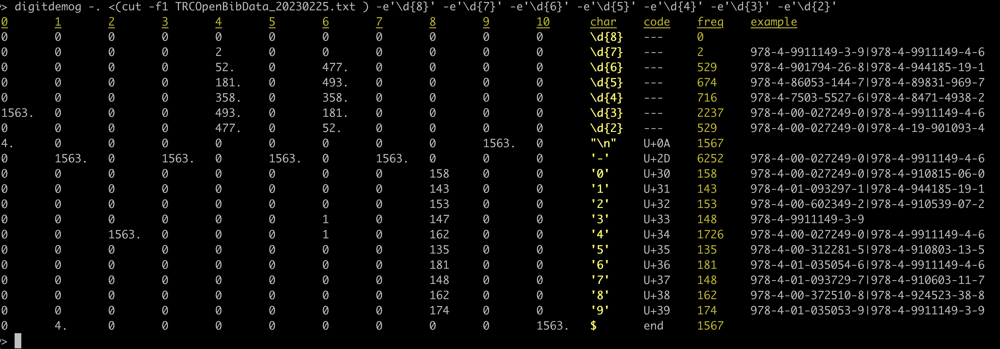 > digitdemog -. <(cut -f1 TRCOpenBibData_20230225.txt ) -e'\d{8}' -e'\d{7}' -e'\d{6}' -e'\d{5}' -e'\d{4}' -e'\d{3}' -e'\d{2}'
0 1 2 3 4 5 6 7 8 9 10 char code freq example
0 0 0 0 0 0 0 0 0 0 0 \d{8} --- 0
0 0 0 0 2 0 0 0 0 0 0 \d{7} --- 2 978-4-9911149-3-9|978-4-9911149-4-6
0 0 0 0 52. 0 477. 0 0 0 0 \d{6} --- 529 978-4-901794-26-8|978-4-944185-19-1
0 0 0 0 181. 0 493. 0 0 0 0 \d{5} --- 674 978-4-86053-144-7|978-4-89831-969-7
0 0 0 0 358. 0 358. 0 0 0 0 \d{4} --- 716 978-4-7503-5527-6|978-4-8471-4938-2
1563. 0 0 0 493. 0 181. 0 0 0 0 \d{3} --- 2237 978-4-00-027249-0|978-4-9911149-4-6
0 0 0 0 477. 0 52. 0 0 0 0 \d{2} --- 529 978-4-00-027249-0|978-4-19-901093-4
4. 0 0 0 0 0 0 0 0 1563. 0 "\n" U+0A 1567
0 1563. 0 1563. 0 1563. 0 1563. 0 0 0 '-' U+2D 6252 978-4-00-027249-0|978-4-9911149-4-6
0 0 0 0 0 0 0 0 158 0 0 '0' U+30 158 978-4-00-027249-0|978-4-910815-06-0
0 0 0 0 0 0 0 0 143 0 0 '1' U+31 143 978-4-01-093297-1|978-4-944185-19-1
0 0 0 0 0 0 0 0 153 0 0 '2' U+32 153 978-4-00-602349-2|978-4-910539-07-2
0 0 0 0 0 0 1 0 147 0 0 '3' U+33 148 978-4-9911149-3-9
0 0 1563. 0 0 0 1 0 162 0 0 '4' U+34 1726 978-4-00-027249-0|978-4-9911149-4-6
0 0 0 0 0 0 0 0 135 0 0 '5' U+35 135 978-4-00-312281-5|978-4-910803-13-5
0 0 0 0 0 0 0 0 181 0 0 '6' U+36 181 978-4-01-035054-6|978-4-9911149-4-6
0 0 0 0 0 0 0 0 148 0 0 '7' U+37 148 978-4-01-093729-7|978-4-910603-11-7
0 0 0 0 0 0 0 0 162 0 0 '8' U+38 162 978-4-00-372510-8|978-4-924523-38-8
0 0 0 0 0 0 0 0 174 0 0 '9' U+39 174 978-4-01-035053-9|978-4-9911149-3-9
0 4. 0 0 0 0 0 0 0 0 1563. $ end 1567
>